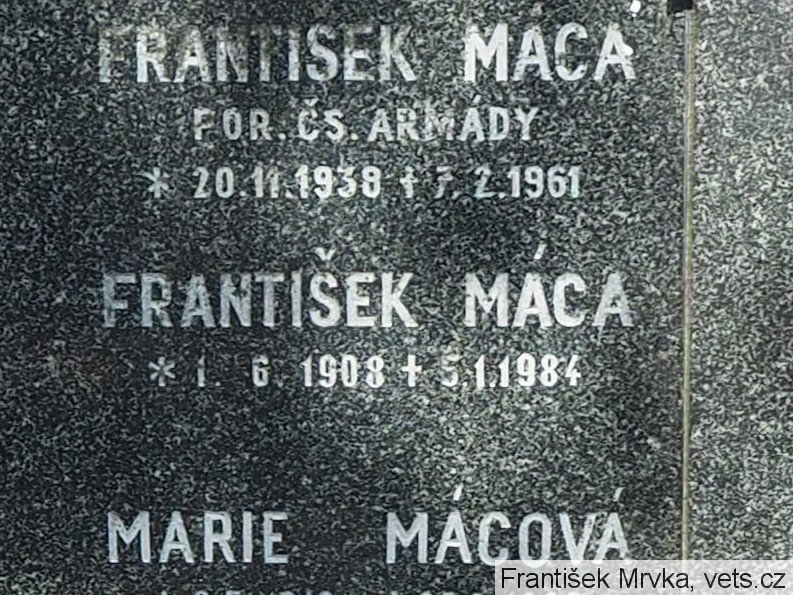 FRANTIŠEK MÁCA
POR. ČS. ARMÁDY
* 20.11.1938 + 7. 2.1961
FRANTIŠEK MÁCA
* 1. 6. 1908 + 5.1.1984
MARIE MÁCOVÁ
František Mrvka, vets.cz